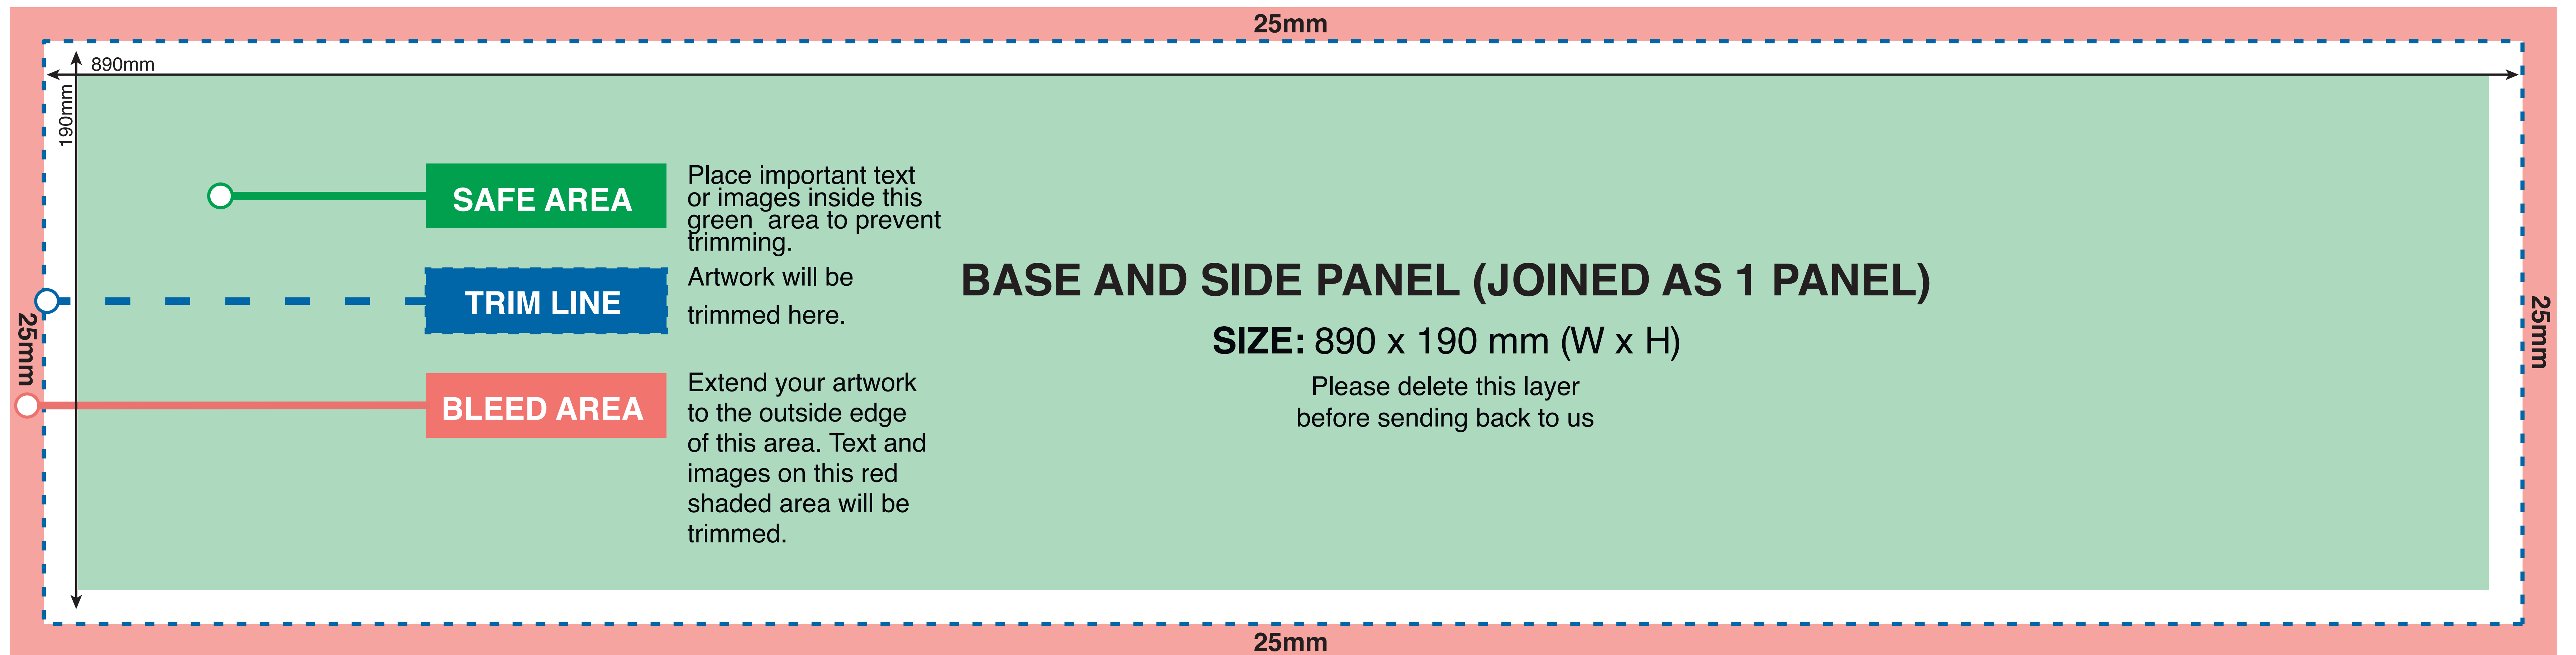 25mm
890mm
190mm
SAFE AREA
Place important text
or images inside this
green  area to prevent
trimming.
TRIM LINE
Artwork will be
trimmed here.
BLEED AREA
Extend your artwork
to the outside edge
of this area. Text and
images on this red
shaded area will be
trimmed.
BASE AND SIDE PANEL (JOINED AS 1 PANEL)
SIZE: 890 x 190 mm (W x H)
Please delete this layer
before sending back to us
25mm
25mm
25mm